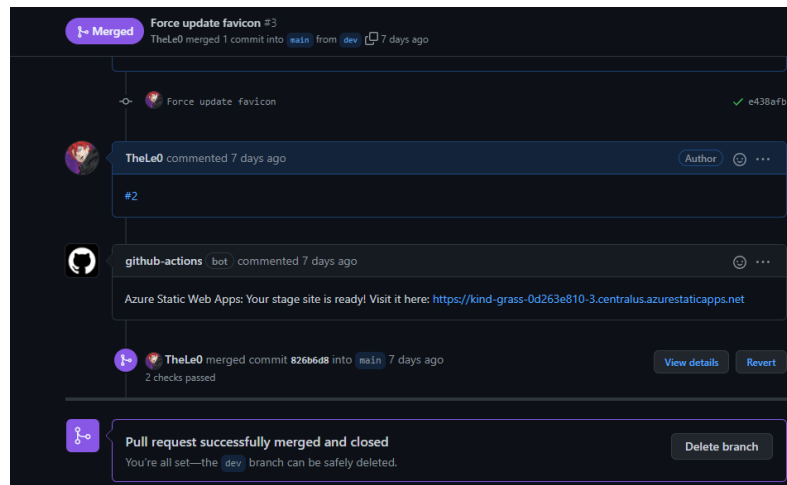 Merged
Force update favicon #3
TheLe0 merged 1 commit into main from dev 7 days ago
Force update favicon e438afb
TheLe0 commented 7 days ago Author
#2
github-actions bot commented 7 days ago
Azure Static Web Apps: Your stage site is ready! Visit it here: https://kind-grass-0d263e810-3.centralus.azurestaticapps.net
TheLe0 merged commit 826b6d8 into main 7 days ago View details Revert
2 checks passed
Pull request successfully merged and closed
You're all set—the dev branch can be safely deleted.
Delete branch